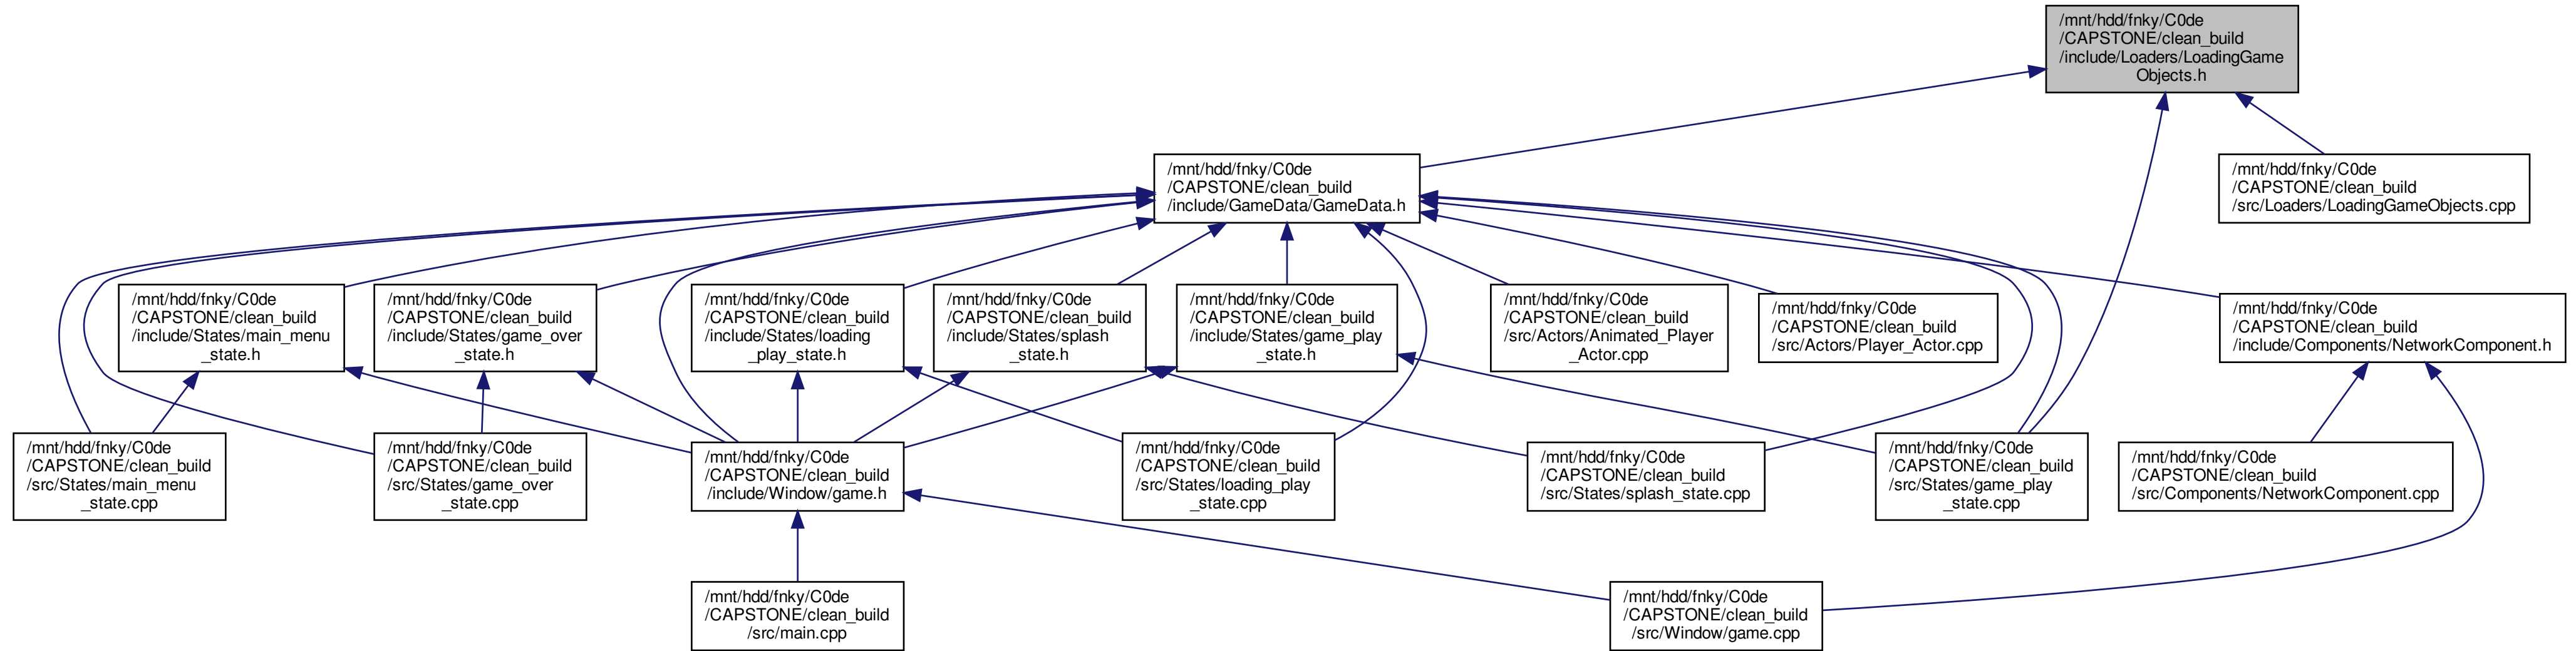 /mnt/hdd/fnky/C0de
/CAPSTONE/clean_build
/include/Loaders/LoadingGame
Objects.h
/mnt/hdd/fnky/C0de
/CAPSTONE/clean_build
/include/GameData/GameData.h
/mnt/hdd/fnky/C0de
/CAPSTONE/clean_build
/src/Loaders/LoadingGameObjects.cpp
/mnt/hdd/fnky/C0de
/CAPSTONE/clean_build
/include/States/main_menu
_state.h
/mnt/hdd/fnky/C0de
/CAPSTONE/clean_build
/include/States/game_over
_state.h
/mnt/hdd/fnky/C0de
/CAPSTONE/clean_build
/include/States/loading
_play_state.h
/mnt/hdd/fnky/C0de
/CAPSTONE/clean_build
/include/States/splash
_state.h
/mnt/hdd/fnky/C0de
/CAPSTONE/clean_build
/include/States/game_play
_state.h
/mnt/hdd/fnky/C0de
/CAPSTONE/clean_build
/src/Actors/Animated_Player
_Actor.cpp
/mnt/hdd/fnky/C0de
/CAPSTONE/clean_build
/src/Actors/Player_Actor.cpp
/mnt/hdd/fnky/C0de
/CAPSTONE/clean_build
/include/Components/NetworkComponent.h
/mnt/hdd/fnky/C0de
/CAPSTONE/clean_build
/src/States/main_menu
_state.cpp
/mnt/hdd/fnky/C0de
/CAPSTONE/clean_build
/src/States/game_over
_state.cpp
/mnt/hdd/fnky/C0de
/CAPSTONE/clean_build
/include/Window/game.h
/mnt/hdd/fnky/C0de
/CAPSTONE/clean_build
/src/States/loading_play
_state.cpp
/mnt/hdd/fnky/C0de
/CAPSTONE/clean_build
/src/States/splash_state.cpp
/mnt/hdd/fnky/C0de
/CAPSTONE/clean_build
/src/States/game_play
_state.cpp
/mnt/hdd/fnky/C0de
/CAPSTONE/clean_build
/src/Components/NetworkComponent.cpp
/mnt/hdd/fnky/C0de
/CAPSTONE/clean_build
/src/main.cpp
/mnt/hdd/fnky/C0de
/CAPSTONE/clean_build
/src/Window/game.cpp